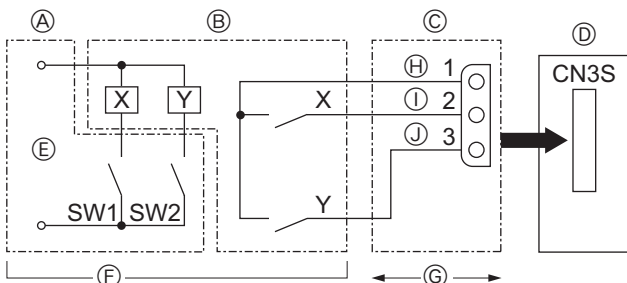 Ⓐ Ⓑ Ⓒ Ⓓ
CN3S
Ⓗ 1
X Y X Ⓘ 2
Ⓙ 3
Ⓔ
SW1 SW2 Y
Ⓕ Ⓖ